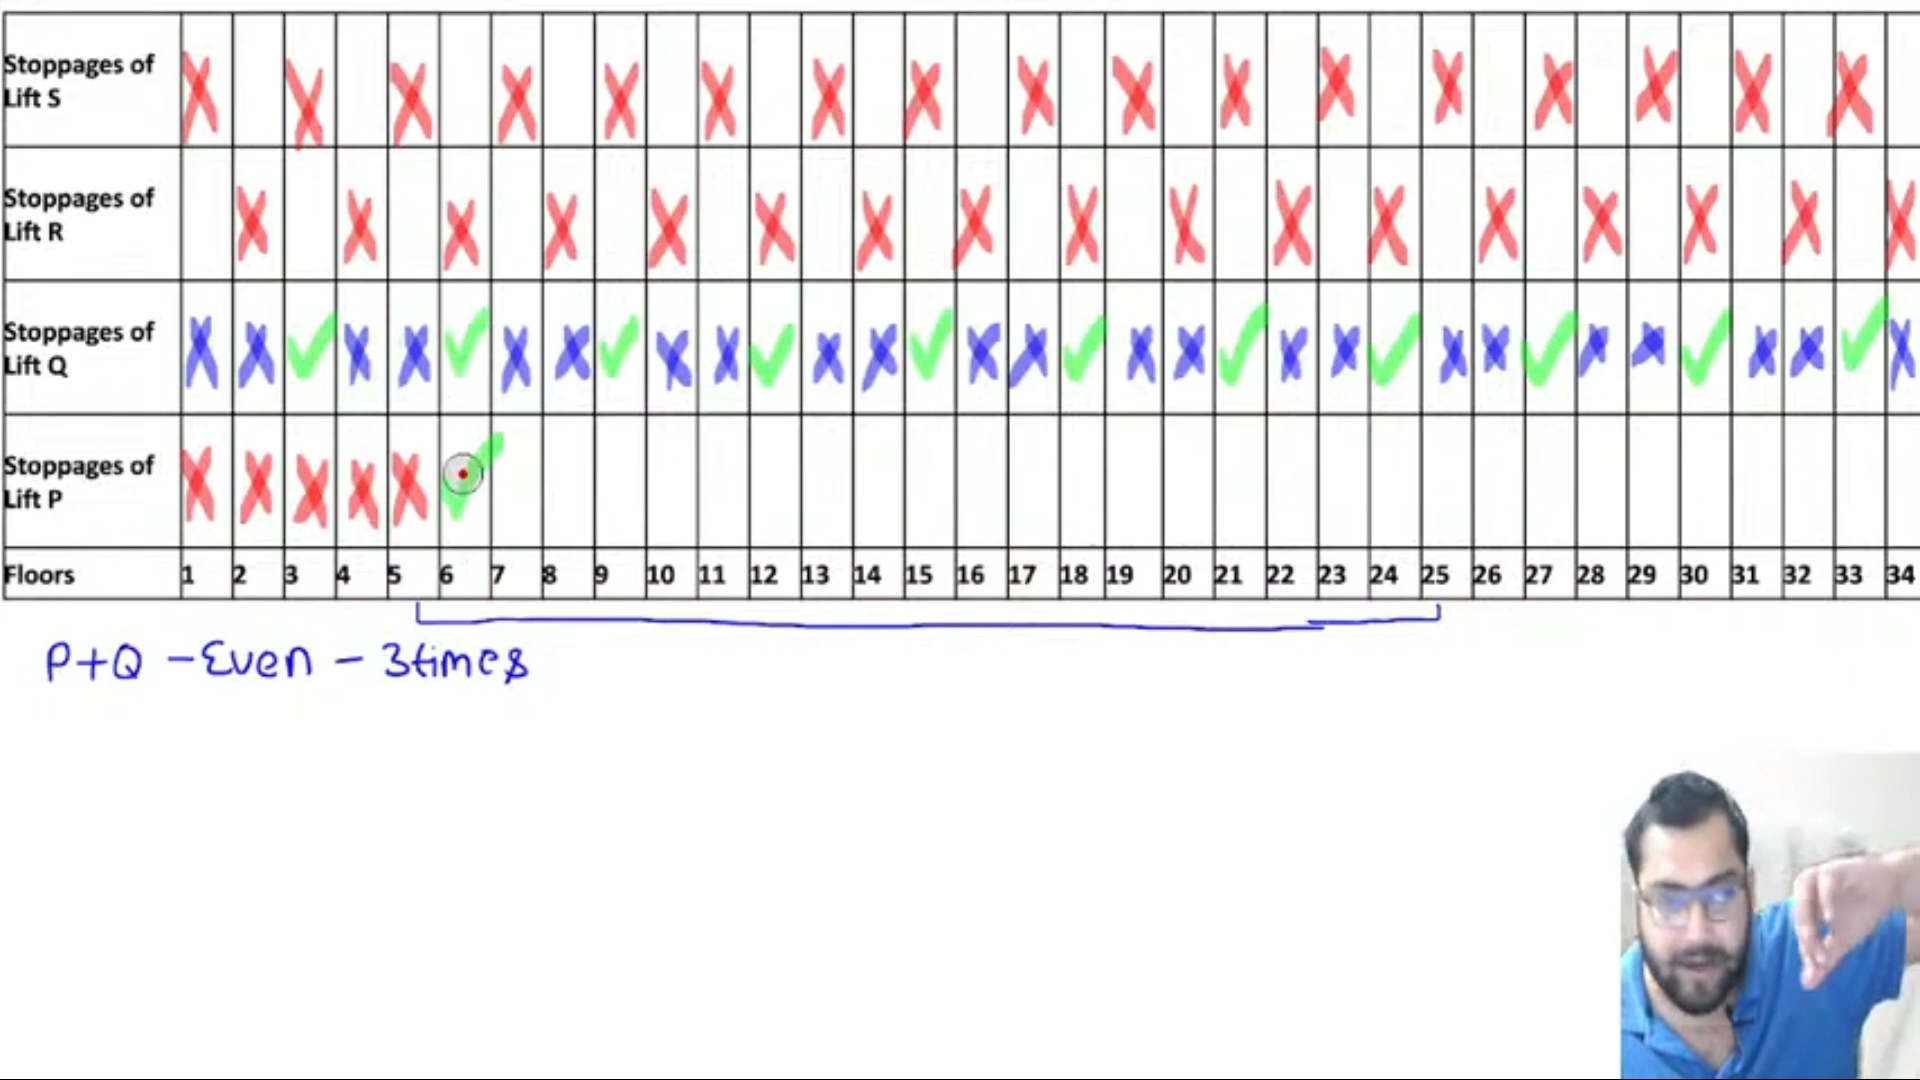 Stoppages of
Lift S
Stoppages of
Lift R
Stoppages of
Lift Q
Stoppages of
Lift P
Floors 1 2 3 4 5 6 7 8 9 10 11 12 13 14 15 16 17 18 19 20 21 22 23 24 25 26 27 28 29 30 31 32 33 34
P+Q - Even - 3times